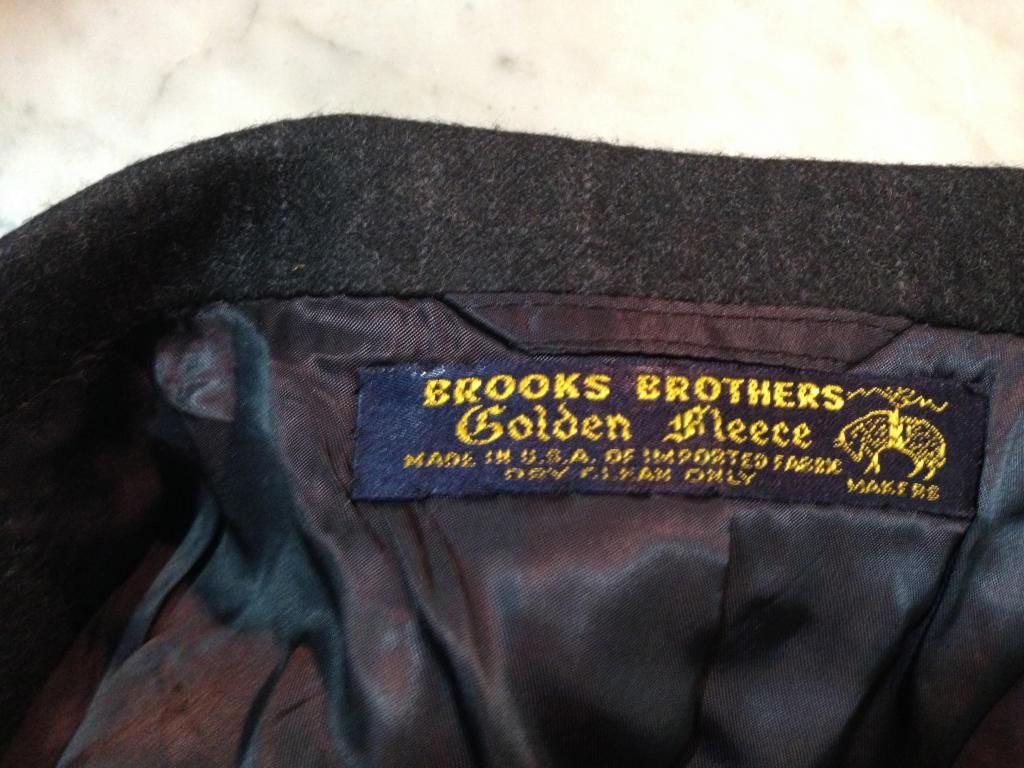 BROOKS BROTHERS
Golden Fleece
MADE IN U.S.A. OF IMPORTED FABRIC
DRY CLEAN ONLY
MAKERS